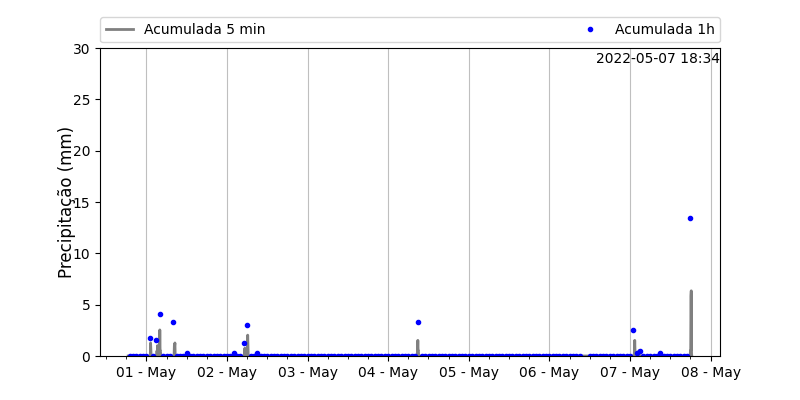 Acumulada 5 min Acumulada 1h
2022-05-07 18:34
Precipitação (mm)
30
25
20
15
10
5
0
01 - May 02 - May 03 - May 04 - May 05 - May 06 - May 07 - May 08 - May